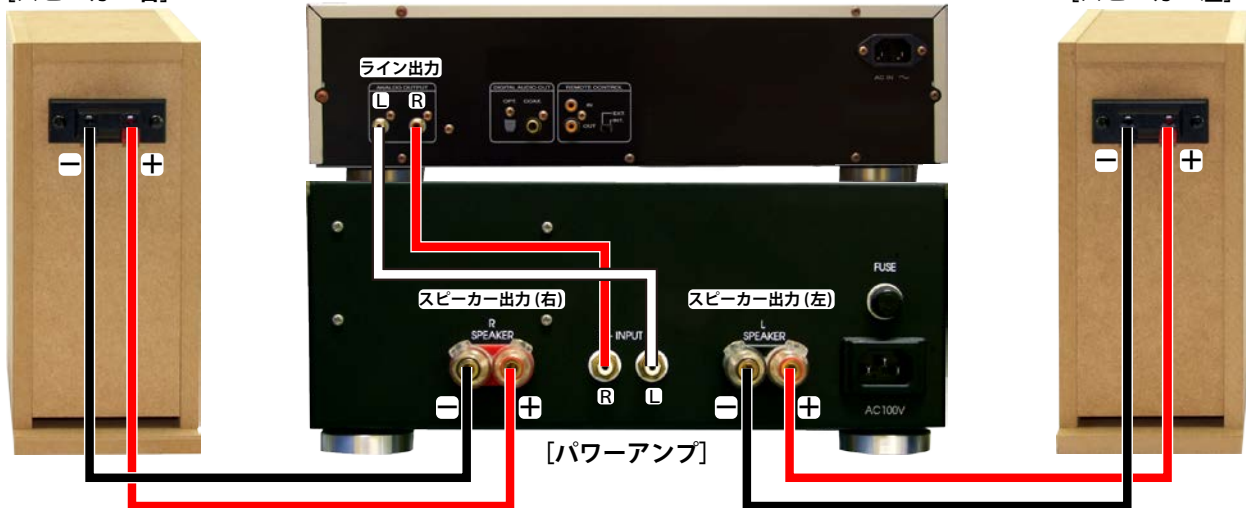 ライン出力
ANALOG OUTPUT
L R
DIGITAL AUDIO OUT
OPT. COAX.
REMOTE CONTROL
IN
OUT
EXT.
INT.
AC IN ～
− +
− +
スピーカー出力(右)
R
SPEAKER
− +
INPUT
R L
スピーカー出力(左)
L
SPEAKER
− +
FUSE
AC100V
[パワーアンプ]